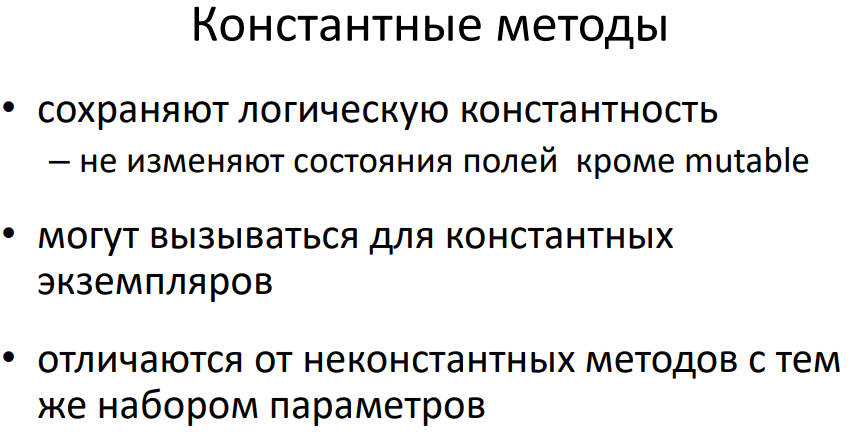 Константные методы
• сохраняют логическую константность
– не изменяют состояния полей кроме mutable
• могут вызываться для константных
экземпляров
• отличаются от неконстантных методов с тем
же набором параметров